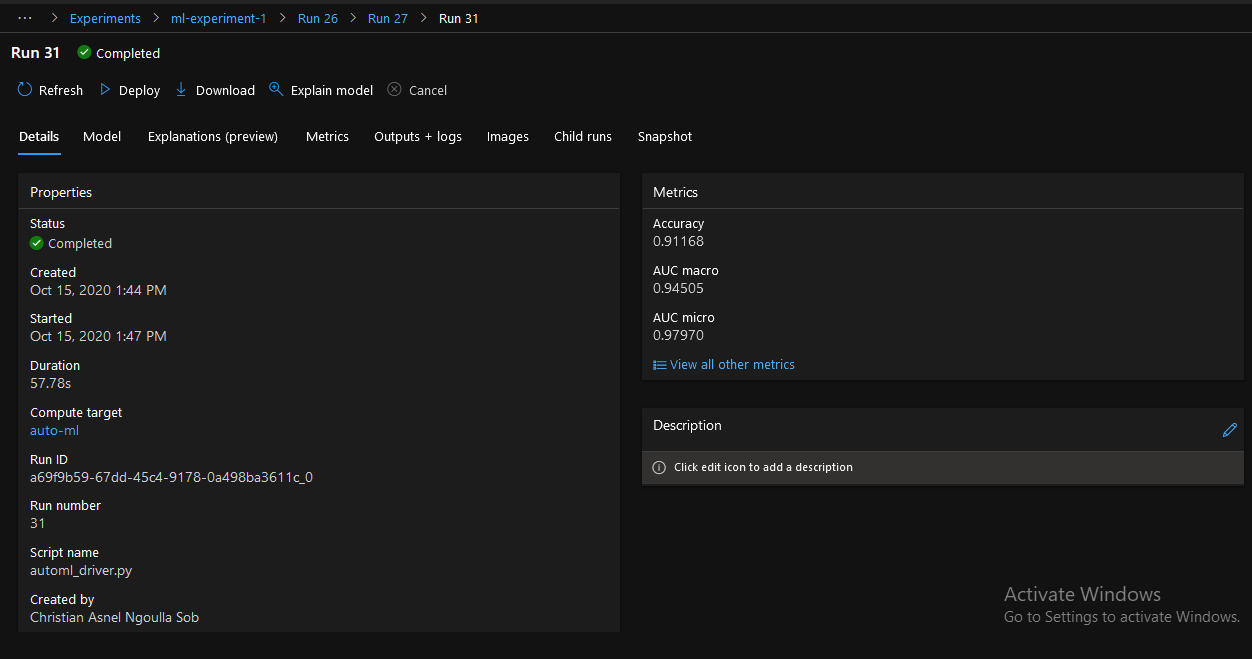 ··· > Experiments > ml-experiment-1 > Run 26 > Run 27 > Run 31
Run 31 Completed
Refresh Deploy Download Explain model Cancel
Details Model Explanations (preview) Metrics Outputs + logs Images Child runs Snapshot
Properties
Status
Completed
Created
Oct 15, 2020 1:44 PM
Started
Oct 15, 2020 1:47 PM
Duration
57.78s
Compute target
auto-ml
Run ID
a69f9b59-67dd-45c4-9178-0a498ba3611c_0
Run number
31
Script name
automl_driver.py
Created by
Christian Asnel Ngoulla Sob
Metrics
Accuracy
0.91168
AUC macro
0.94505
AUC micro
0.97970
View all other metrics
Description
Click edit icon to add a description
Activate Windows
Go to Settings to activate Windows.